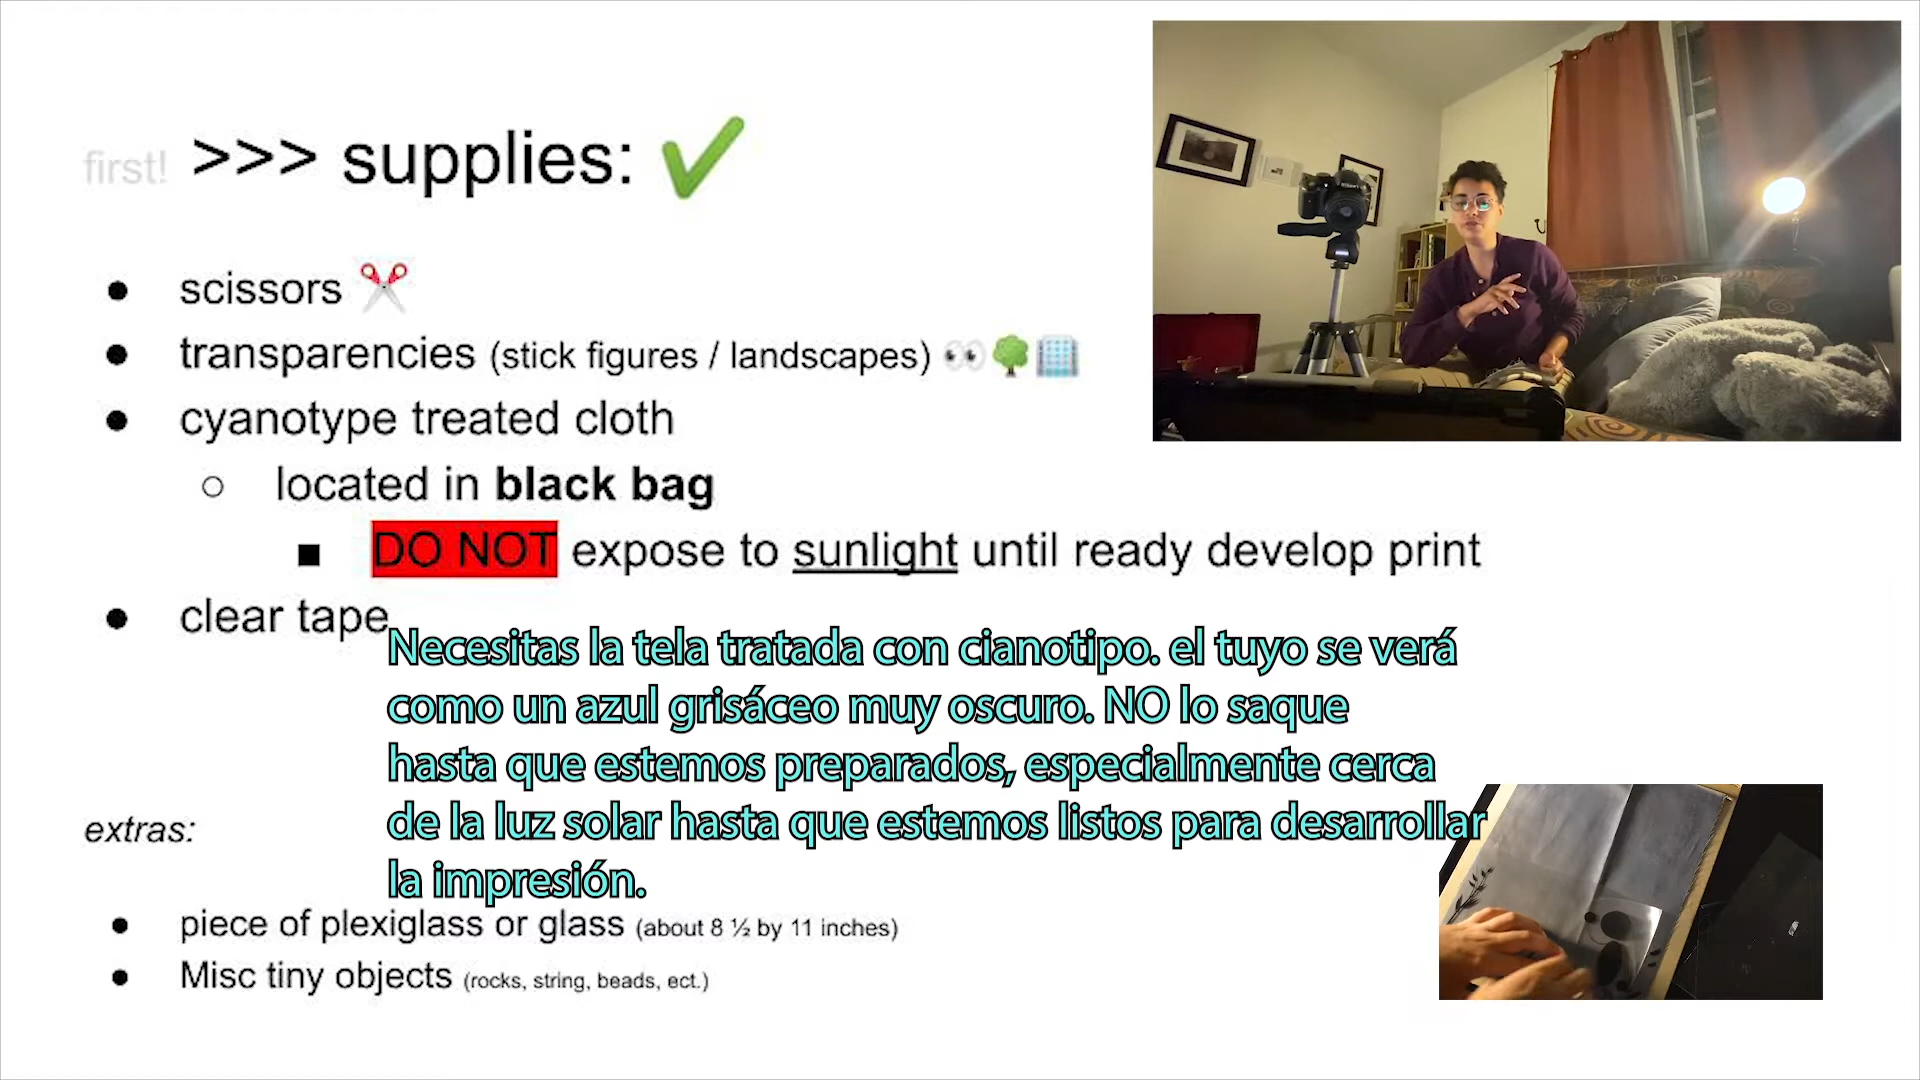 first! >>> supplies:
scissors
transparencies (stick figures / landscapes)
cyanotype treated cloth
located in black bag
DO NOT expose to sunlight until ready develop print
clear tape
Necesitas la tela tratada con cianotipo. el tuyo se verá
como un azul grisáceo muy oscuro. NO lo saque
hasta que estemos preparados, especialmente cerca
de la luz solar hasta que estemos listos para desarrollar
la impresión.
extras:
piece of plexiglass or glass (about 8 ½ by 11 inches)
Misc tiny objects (rocks, string, beads, ect.)